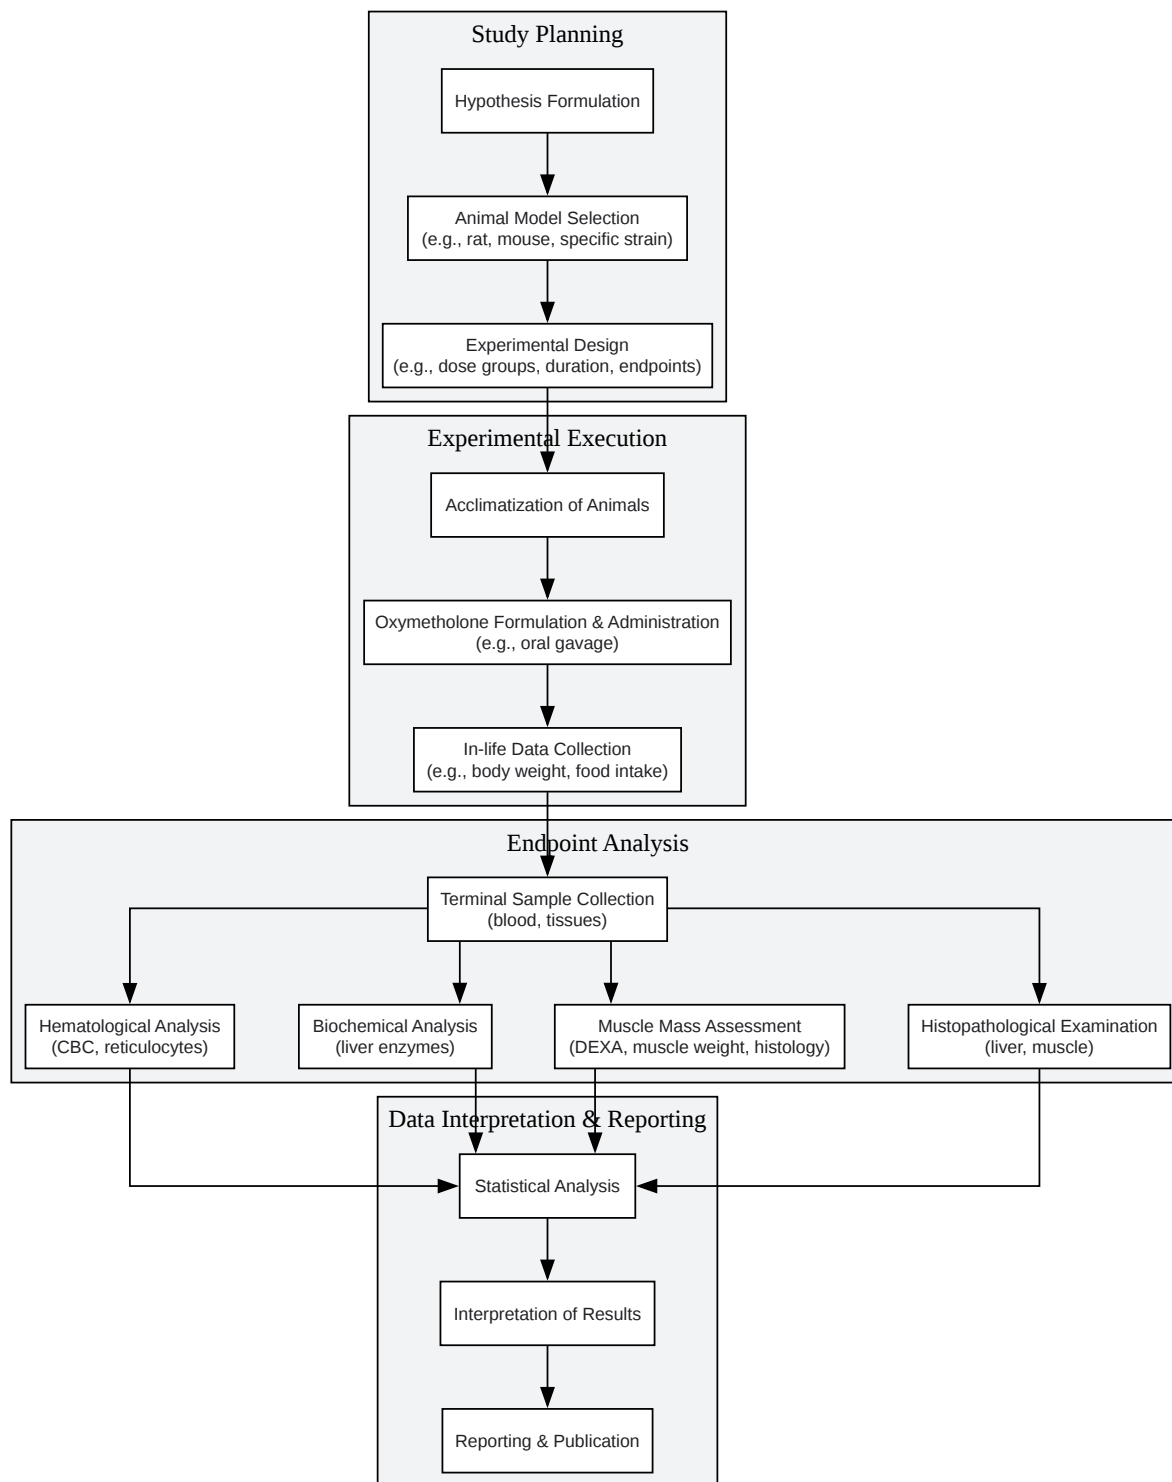 Study Planning
Hypothesis Formulation
Animal Model Selection
(e.g., rat, mouse, specific strain)
Experimental Design
(e.g., dose groups, duration, endpoints)
Experimental Execution
Acclimatization of Animals
Oxymetholone Formulation & Administration
(e.g., oral gavage)
In-life Data Collection
(e.g., body weight, food intake)
Endpoint Analysis
Terminal Sample Collection
(blood, tissues)
Hematological Analysis
(CBC, reticulocytes)
Biochemical Analysis
(liver enzymes)
Muscle Mass Assessment
(DEXA, muscle weight, histology)
Histopathological Examination
(liver, muscle)
Data Interpretation & Reporting
Statistical Analysis
Interpretation of Results
Reporting & Publication